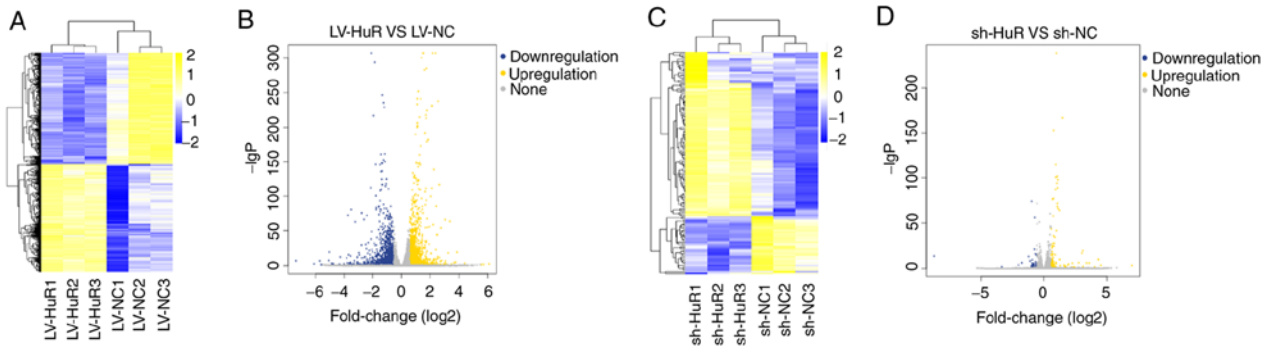 A
2
1
0
−1
−2
LV-HuR1
LV-HuR2
LV-HuR3
LV-NC1
LV-NC2
LV-NC3
B
LV-HuR VS LV-NC
Downregulation
Upregulation
None
−lgP
300
250
200
150
100
50
0
−6 −4 −2 0 2 4 6
Fold-change (log2)
C
2
1
0
−1
−2
sh-HuR1
sh-HuR2
sh-HuR3
sh-NC1
sh-NC2
sh-NC3
D
sh-HuR VS sh-NC
Downregulation
Upregulation
None
−lgP
200
150
100
50
0
−5 0 5
Fold-change (log2)